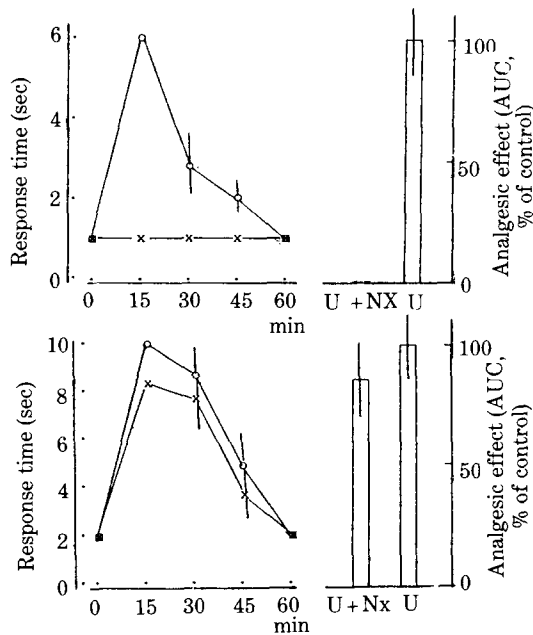 Response time (sec)
6
4
2
0
0 15 30 45 60
min
U + NX U
100
50
0
Analgesic effect (AUC,
% of control)
Response time (sec)
10
8
6
4
2
0
0 15 30 45 60
min
U + Nx U
100
50
0
Analgesic effect (AUC,
% of control)